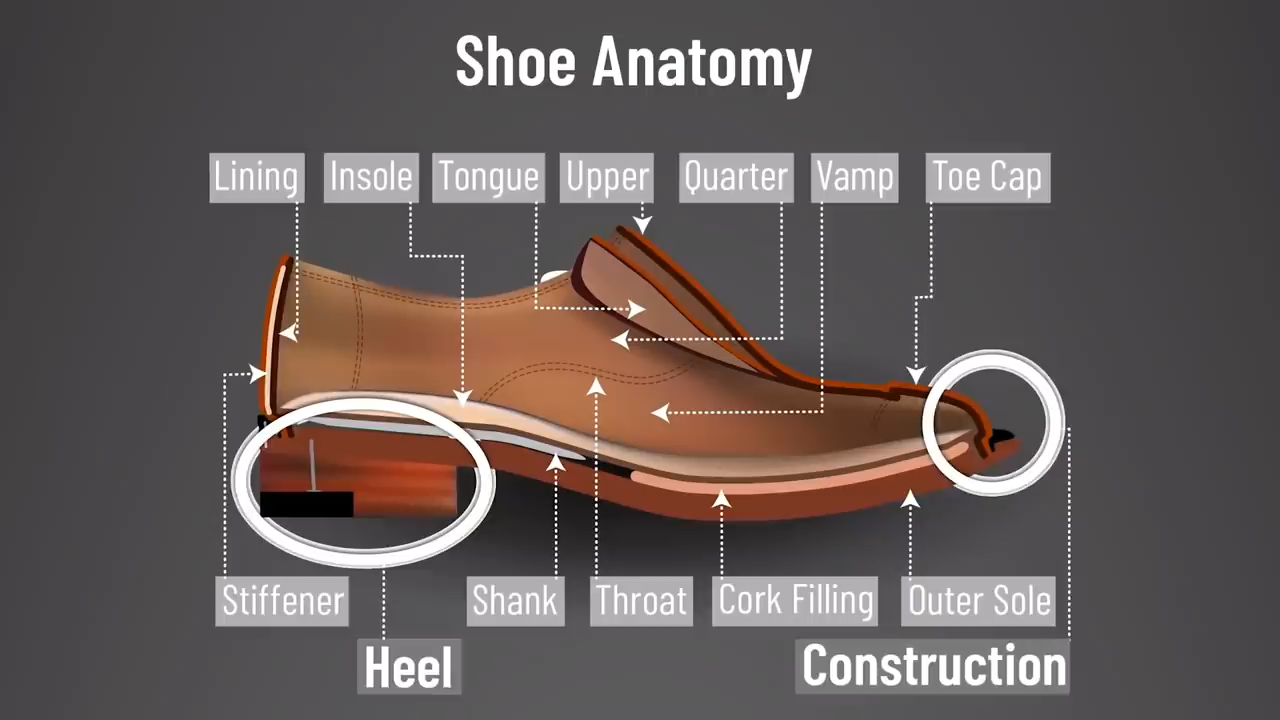 Shoe Anatomy
Lining Insole Tongue Upper Quarter Vamp Toe Cap
Stiffener Shank Throat Cork Filling Outer Sole
Heel Construction